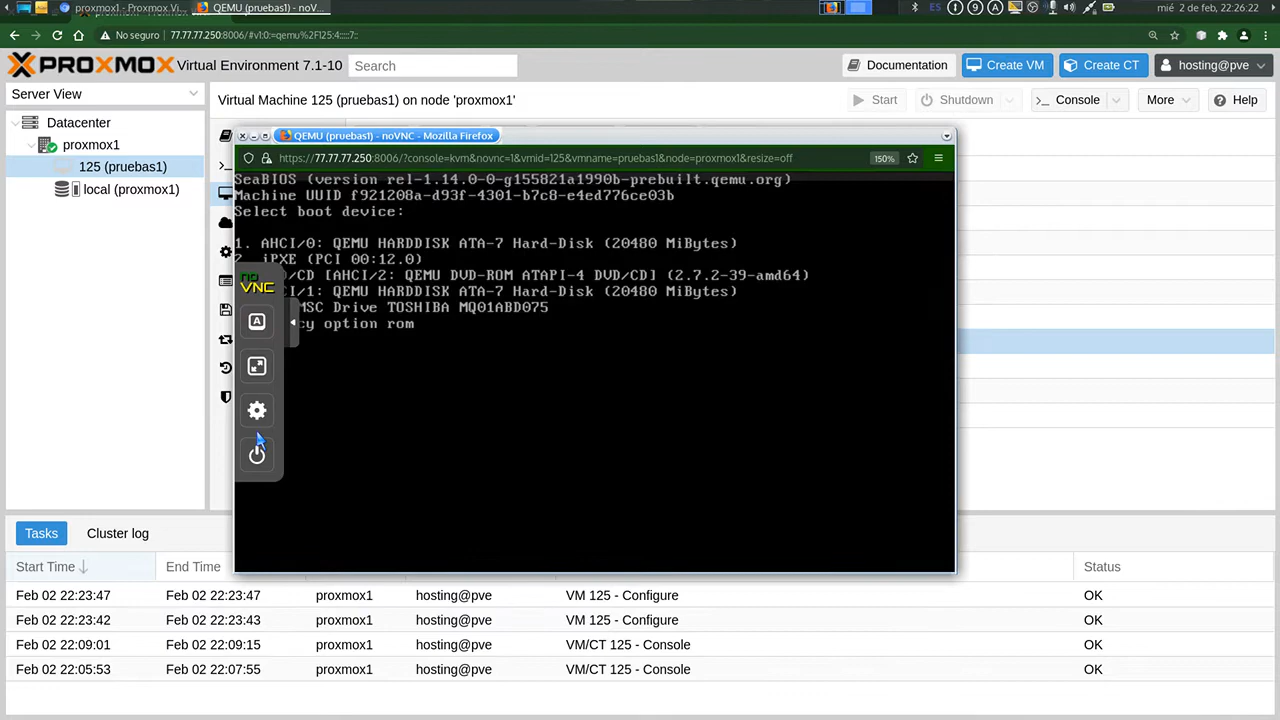 proxmox1 - Proxmox Vi...
QEMU (pruebas1) - noV...
ES
mié 2 de feb, 22:26:22
No seguro
77.77.77.250:8006/#v1:0:=qemu%2F125:4:::::7::
PROXMOX Virtual Environment 7.1-10
Search
Documentation
Create VM
Create CT
hosting@pve
Server View
Datacenter
proxmox1
125 (pruebas1)
local (proxmox1)
Virtual Machine 125 (pruebas1) on node 'proxmox1'
Start
Shutdown
Console
More
Help
QEMU (pruebas1) - noVNC - Mozilla Firefox
https://77.77.77.250:8006/?console=kvm&novnc=1&vmid=125&vmname=pruebas1&node=proxmox1&resize=off
150%
SeaBIOS (version rel-1.14.0-0-g155821a1990b-prebuilt.qemu.org)
Machine UUID f921208a-d93f-4301-b7c8-e4ed776ce03b
Select boot device:
1. AHCI/0: QEMU HARDDISK ATA-7 Hard-Disk (20480 MiBytes)
2. iPXE (PCI 00:12.0)
/CD [AHCI/2: QEMU DVD-ROM ATAPI-4 DVD/CD] (2.7.2-39-amd64)
CI/1: QEMU HARDDISK ATA-7 Hard-Disk (20480 MiBytes)
MSC Drive TOSHIBA MQ01ABD075
cy option rom
no
VNC
A
Tasks
Cluster log
Start Time
End Time
Status
Feb 02 22:23:47
Feb 02 22:23:47
proxmox1
hosting@pve
VM 125 - Configure
OK
Feb 02 22:23:42
Feb 02 22:23:43
proxmox1
hosting@pve
VM 125 - Configure
OK
Feb 02 22:09:01
Feb 02 22:09:15
proxmox1
hosting@pve
VM/CT 125 - Console
OK
Feb 02 22:05:53
Feb 02 22:07:55
proxmox1
hosting@pve
VM/CT 125 - Console
OK